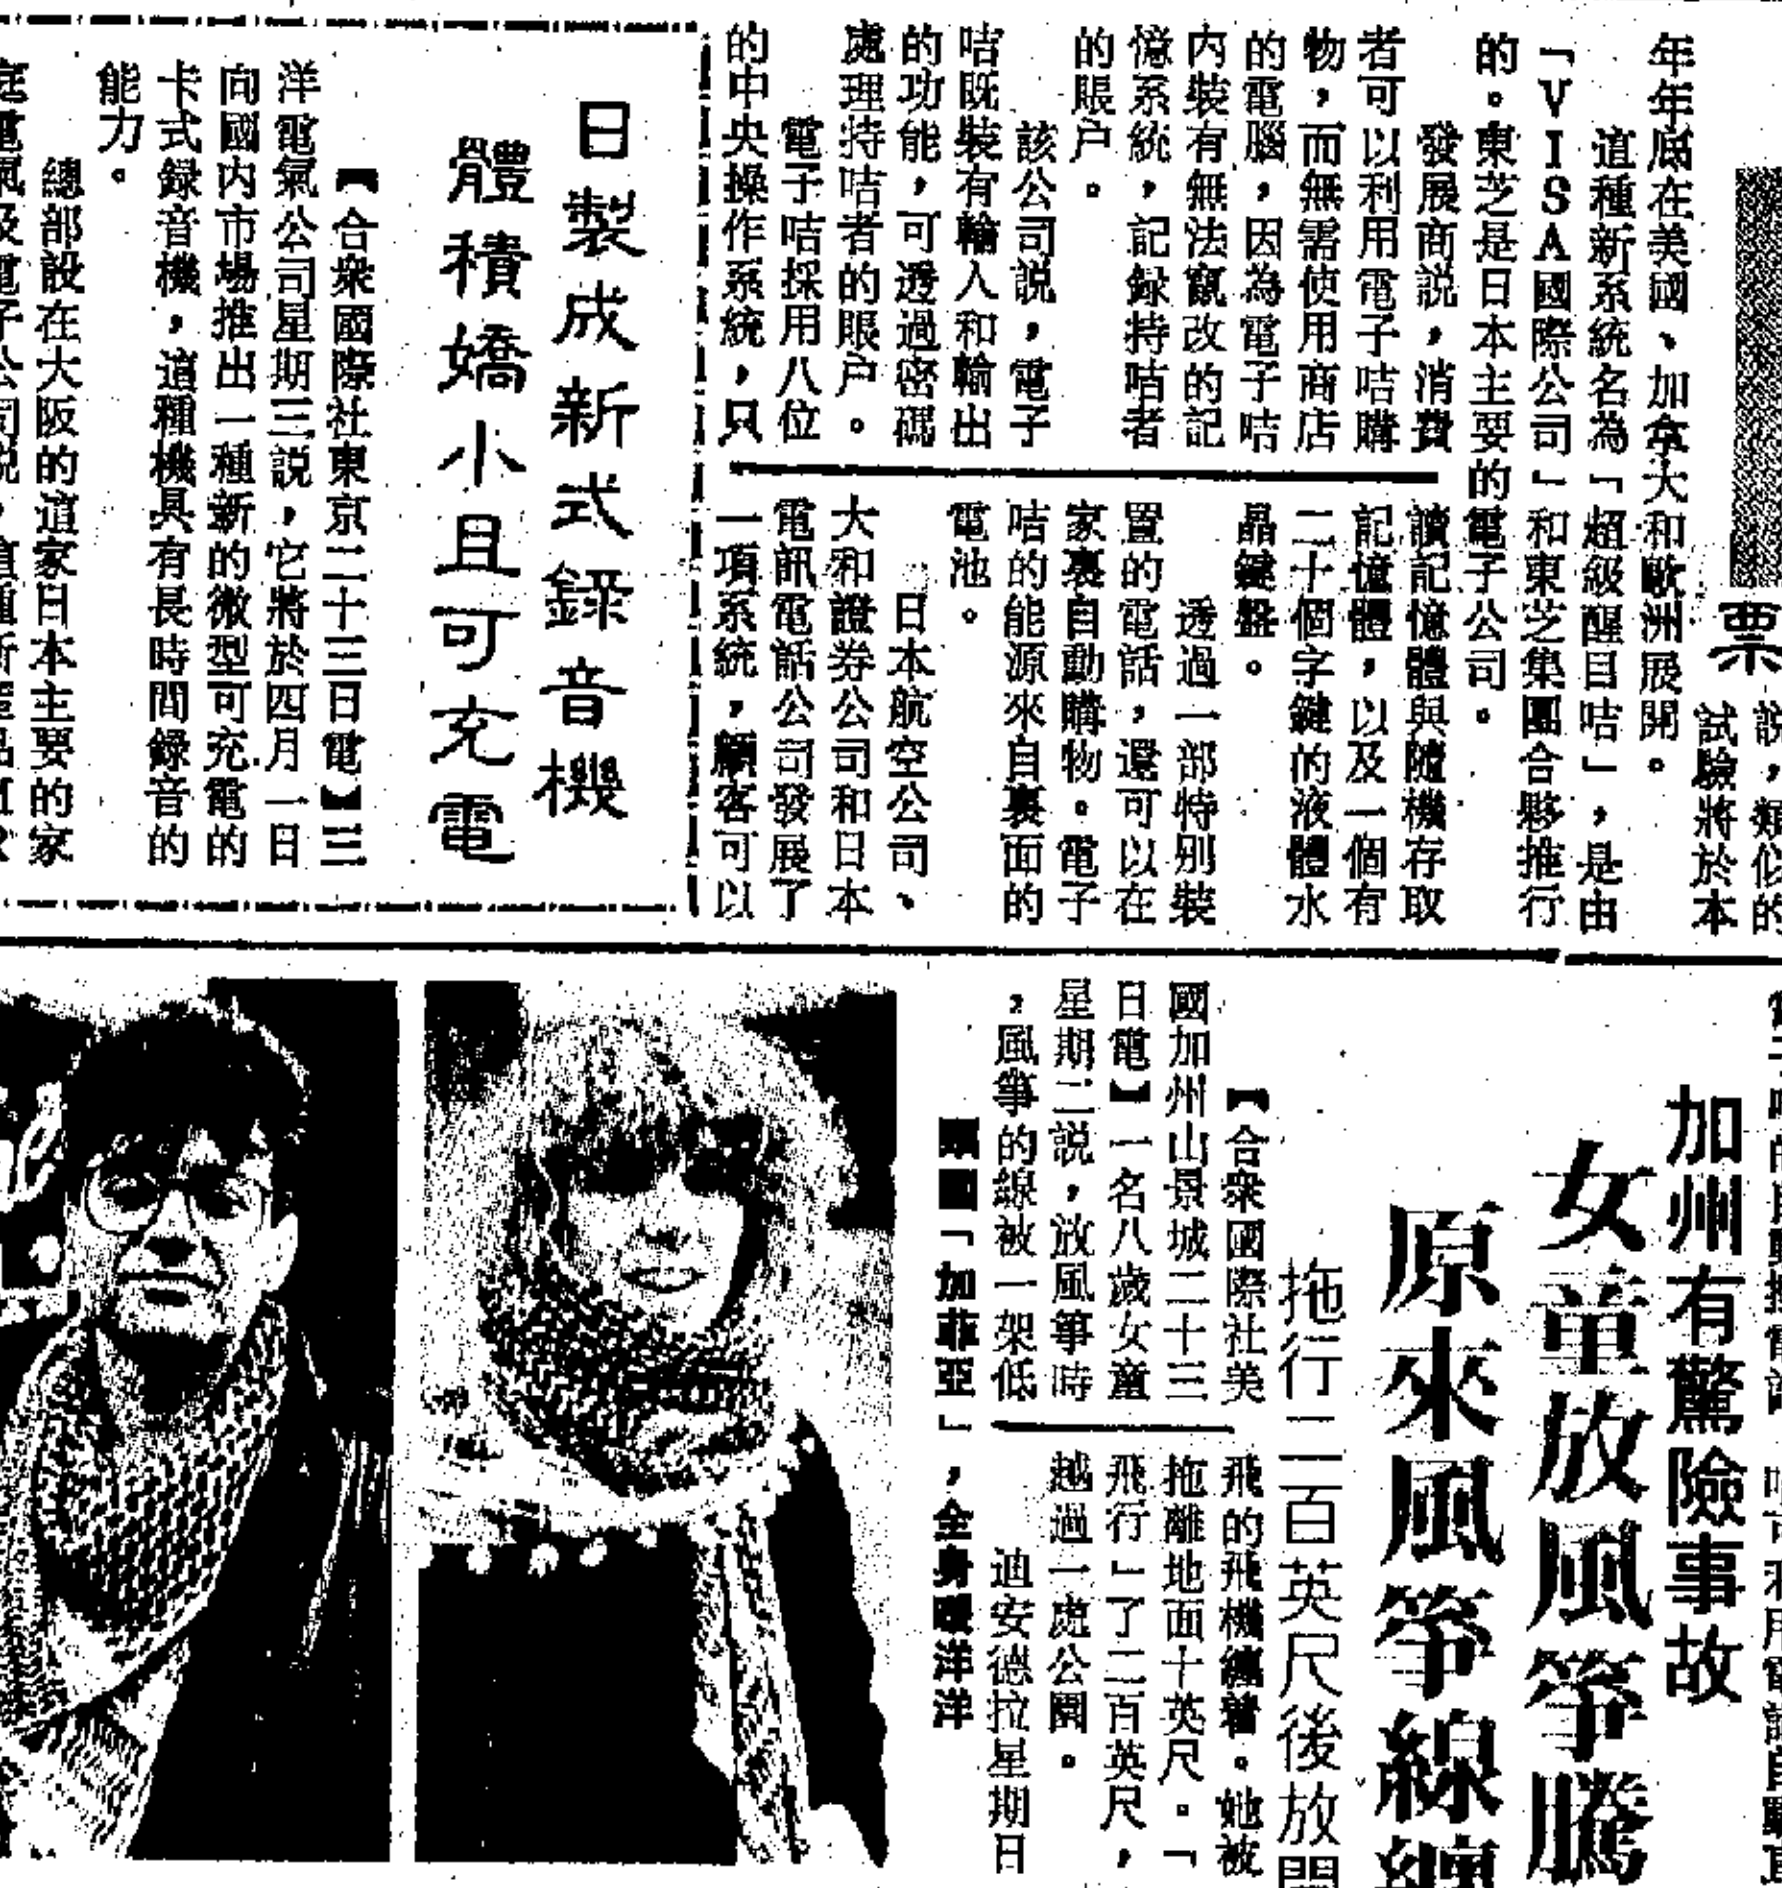 票
說，類似的
試驗將於本
年年底在美國、加拿大和歐洲展開。
這種新系統名為「超級醒目咭」，是由
「VISA國際公司」和東芝集團合夥推行
的。東芝是日本主要的電子公司。
發展商説，消費
者可以利用電子咭購
物，而無需使用商店
的電腦，因為電子咭
内裝有無法竄改的記
憶系統，記録持咭者
的賬户。
該公司説，電子
咭既裝有輸入和輸出
的功能，可透過密碼
處理持咭者的賬户。
電子咭採用八位
的中央操作系統，只
讀記憶體與隨機存取
記憶體，以及一個有
二十個字鍵的液體水
晶鍵盤。
透過一部特别裝
置的電話，還可以在
家裏自動購物。電子
咭的能源來自裏面的
電池。
日本航空公司、
大和證券公司和日本
電訊電話公司發展了
一項系統，顧客可以
日製成新式録音機
體積嬌小且可充電
【合衆國際社東京二十三日電】三
洋電氣公司星期三説，它將於四月一日
向國内市場推出一種新的微型可充電的
卡式録音機，這種機具有長時間録音的
能力。
總部設在大阪的這家日本主要的家
加州有驚險事故
女童放風箏騰
原來風箏線纏
拖行二百英尺後放開
【合衆國際社美
國加州山景城二十三
日電】一名八歲女童
星期二説，放風箏時
，風箏的線被一架低
飛的飛機纏着。她被
拖離地面十英尺。「
飛行」了二百英尺，
越過一處公園。
迪安德拉星期日
「加菲亞」，全身暖洋洋